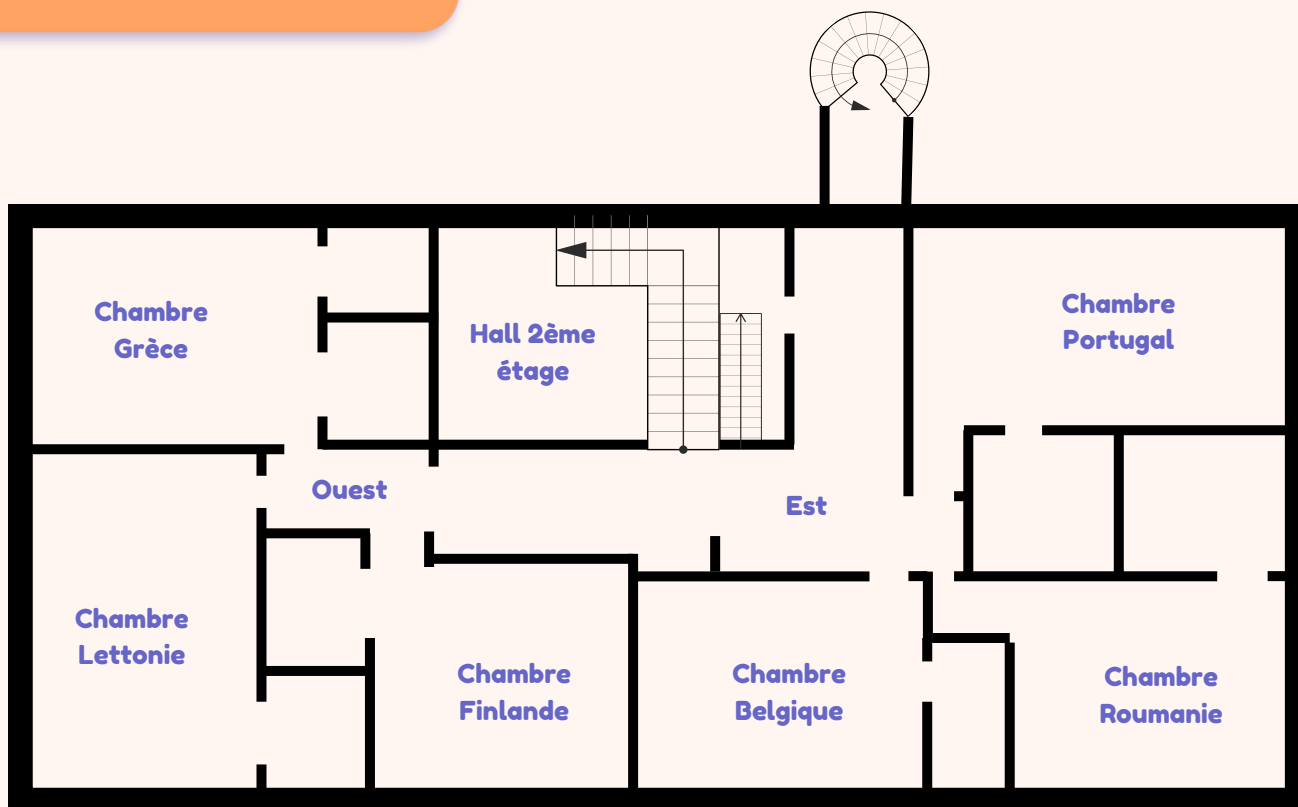 Chambre
Grèce
Hall 2ème
étage
Chambre
Portugal
Ouest
Est
Chambre
Lettonie
Chambre
Finlande
Chambre
Belgique
Chambre
Roumanie